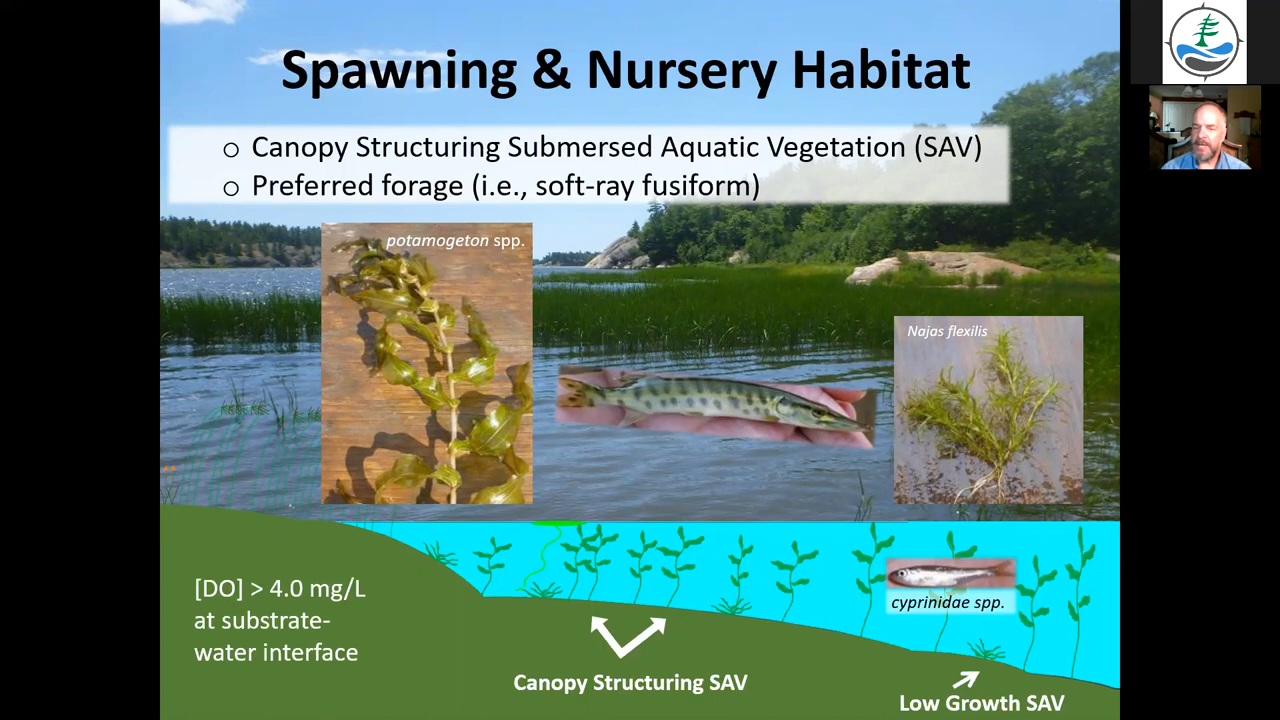 Spawning & Nursery Habitat
○ Canopy Structuring Submersed Aquatic Vegetation (SAV)
○ Preferred forage (i.e., soft-ray fusiform)
potamogeton spp.
Najas flexilis
cyprinidae spp.
[DO] > 4.0 mg/L
at substrate-
water interface
Canopy Structuring SAV
Low Growth SAV